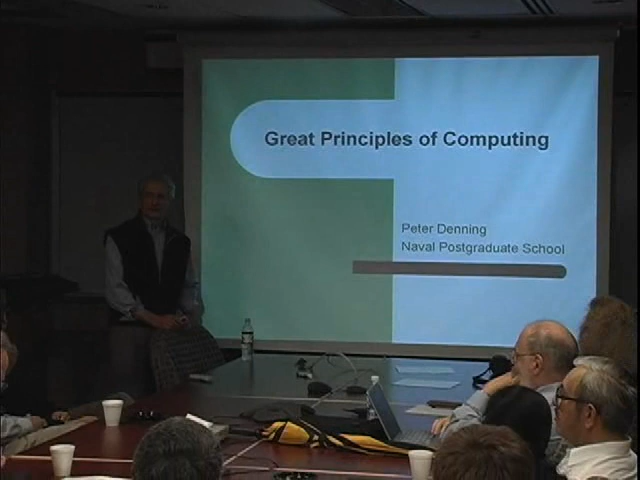 Great Principles of Computing
Peter Denning
Naval Postgraduate School